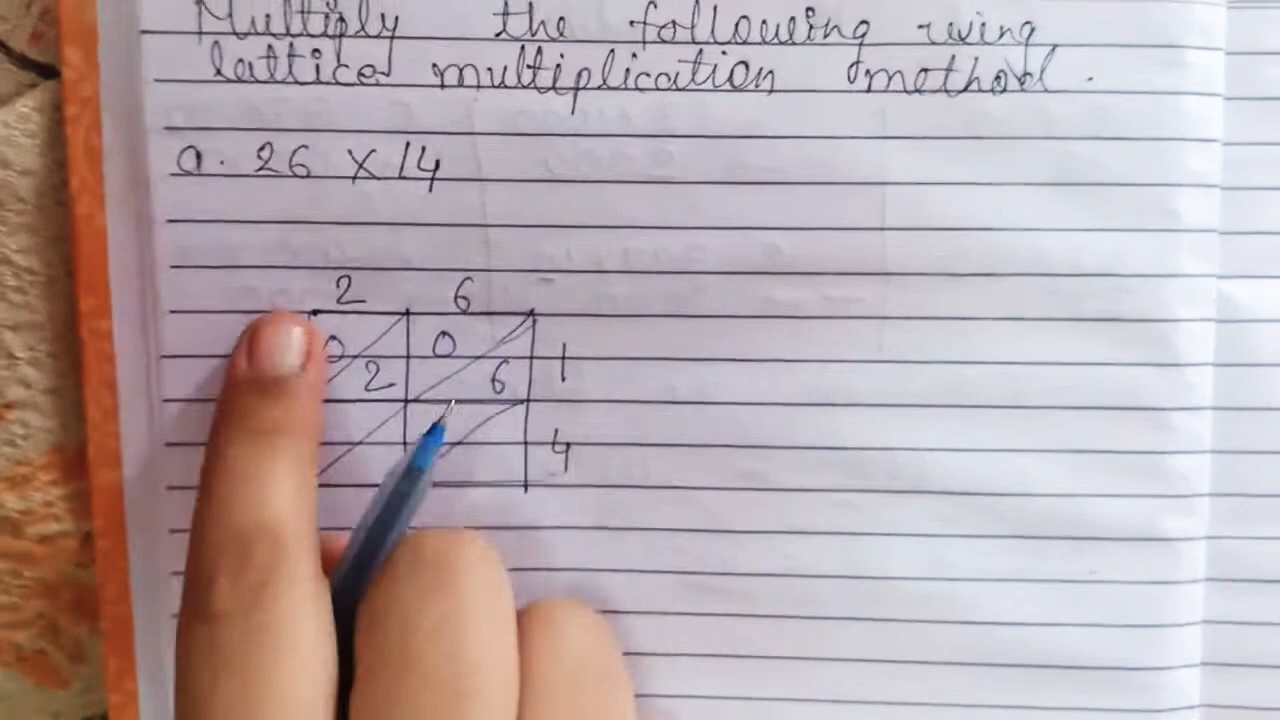 Multiply the following using
lattice multiplication method.
a. 26 x 14
2 6
0 0
2 6 1
4